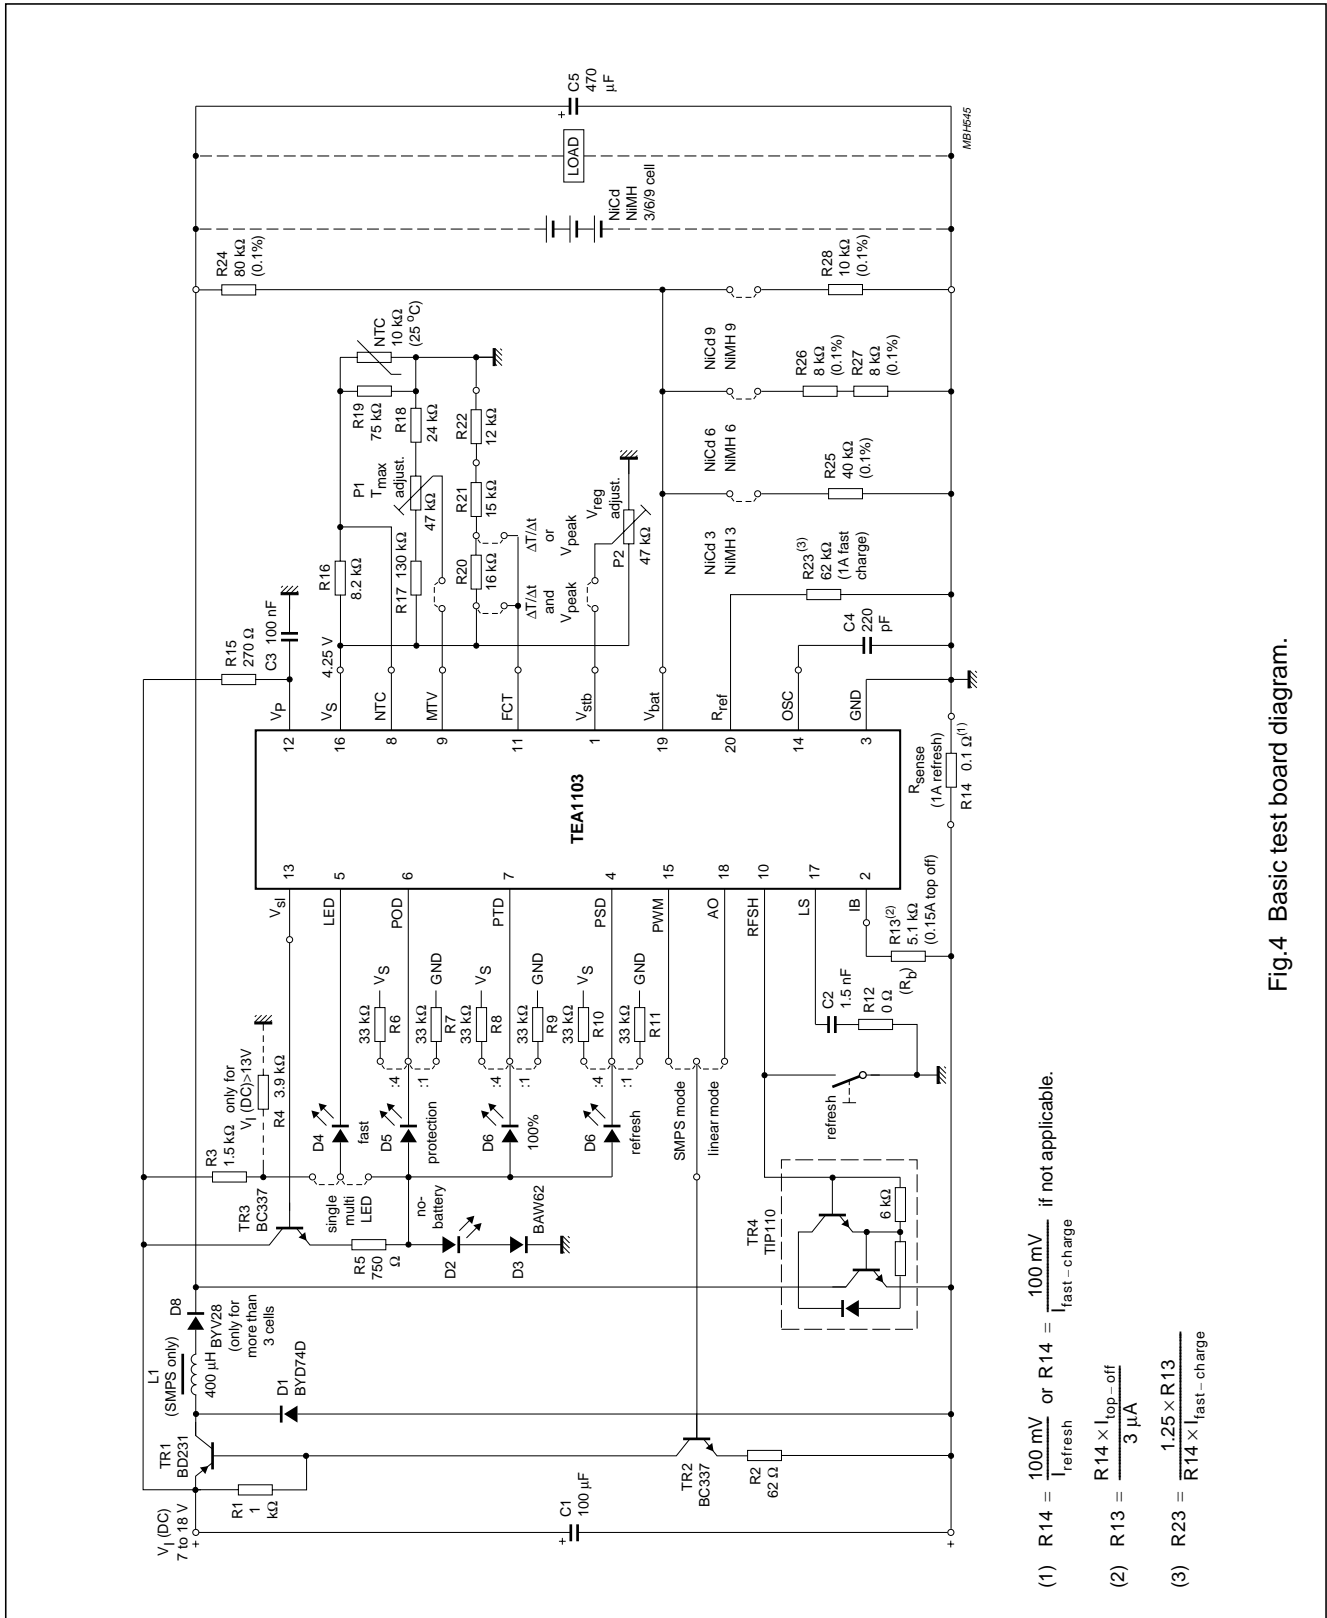 V_I (DC)
7 to 18 V
+
+
R1
1
kΩ
TR1
BD231
C1
100 µF
+
L1
(SMPS only)
400 µH
D1
BYD74D
D8
BYV28
(only for
more than
3 cells
TR2
BC337
R2
62 Ω
TR3
BC337
R3
1.5 kΩ
only for
V_I (DC)>13V
R4 3.9 kΩ
R5
750
Ω
single
multi
LED
no-
battery
D2
D3
BAW62
D4
fast
D5
protection
D6
100%
D6
refresh
SMPS mode
linear mode
:4
:1
:4
:1
:4
:1
33 kΩ
R6
V_S
33 kΩ
R7
GND
33 kΩ
R8
V_S
33 kΩ
R9
GND
33 kΩ
R10
V_S
33 kΩ
R11
GND
TR4
TIP110
6 kΩ
refresh
C2
1.5 nF
R12
0 Ω
(R_b)
R13(2)
5.1 kΩ
(0.15A top off)
V_sl
LED
POD
PTD
PSD
PWM
AO
RFSH
LS
IB
13
5
6
7
4
15
18
10
17
2
TEA1103
12
16
8
9
11
1
19
20
14
3
V_P
V_S
NTC
MTV
FCT
V_stb
V_bat
R_ref
OSC
GND
R_sense
(1A refresh)
R14 0.1 Ω(1)
R15
270 Ω
C3 100 nF
4.25 V
R16
8.2 kΩ
R17 130 kΩ
P1
T_max
adjust.
47 kΩ
R18
24 kΩ
R19
75 kΩ
NTC
10 kΩ
(25 °C)
R20
16 kΩ
R21
15 kΩ
R22
12 kΩ
ΔT/Δt
and
V_peak
ΔT/Δt
or
V_peak
P2
47 kΩ
V_reg
adjust.
R23(3)
62 kΩ
(1A fast
charge)
C4
220
pF
NiCd 3
NiMH 3
R25
40 kΩ
(0.1%)
NiCd 6
NiMH 6
R26
8 kΩ
(0.1%)
R27
8 kΩ
(0.1%)
NiCd 9
NiMH 9
R28
10 kΩ
(0.1%)
R24
80 kΩ
(0.1%)
NiCd
NiMH
3/6/9 cell
LOAD
C5
470
µF
+
MBH545
(1) R14 = 100 mV / I_refresh or R14 = 100 mV / I_fast – charge if not applicable.
(2) R13 = R14 × I_top – off / 3 µA
(3) R23 = 1.25 × R13 / R14 × I_fast – charge
Fig.4 Basic test board diagram.